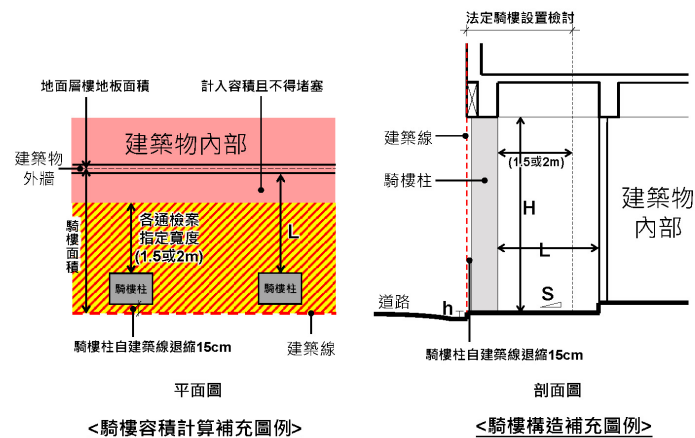 地面層樓地板面積
計入容積且不得堵塞
建築物內部
建築物
外牆
騎樓面積
各通檢案
指定寬度
(1.5或2m)
L
騎樓柱
騎樓柱
騎樓柱自建築線退縮15cm
建築線
平面圖
<騎樓容積計算補充圖例>
法定騎樓設置檢討
建築線
(1.5或2m)
騎樓柱
H
建築物
內部
L
S
道路
h
騎樓柱自建築線退縮15cm
剖面圖
<騎樓構造補充圖例>